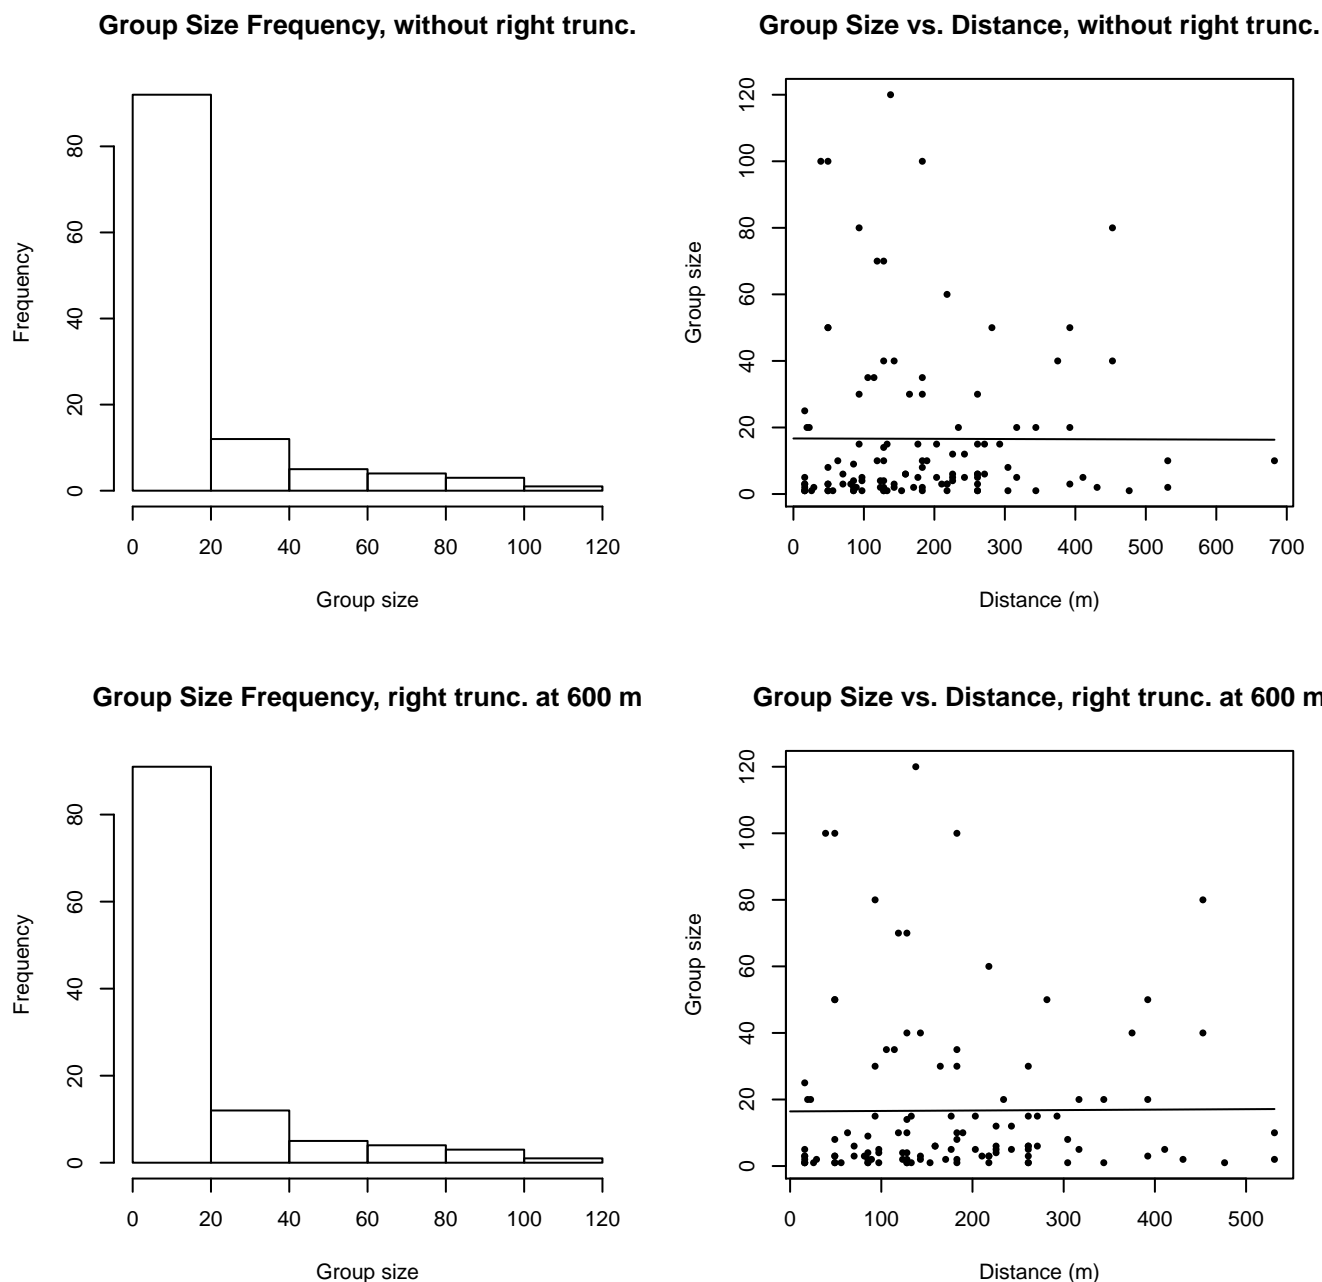 Group Size Frequency, without right trunc.
Frequency
0 20 40 60 80
0 20 40 60 80 100 120
Group size
Group Size vs. Distance, without right trunc.
Group size
0 20 40 60 80 100 120
0 100 200 300 400 500 600 700
Distance (m)
Group Size Frequency, right trunc. at 600 m
Frequency
0 20 40 60 80
0 20 40 60 80 100 120
Group size
Group Size vs. Distance, right trunc. at 600 m
Group size
0 20 40 60 80 100 120
0 100 200 300 400 500
Distance (m)